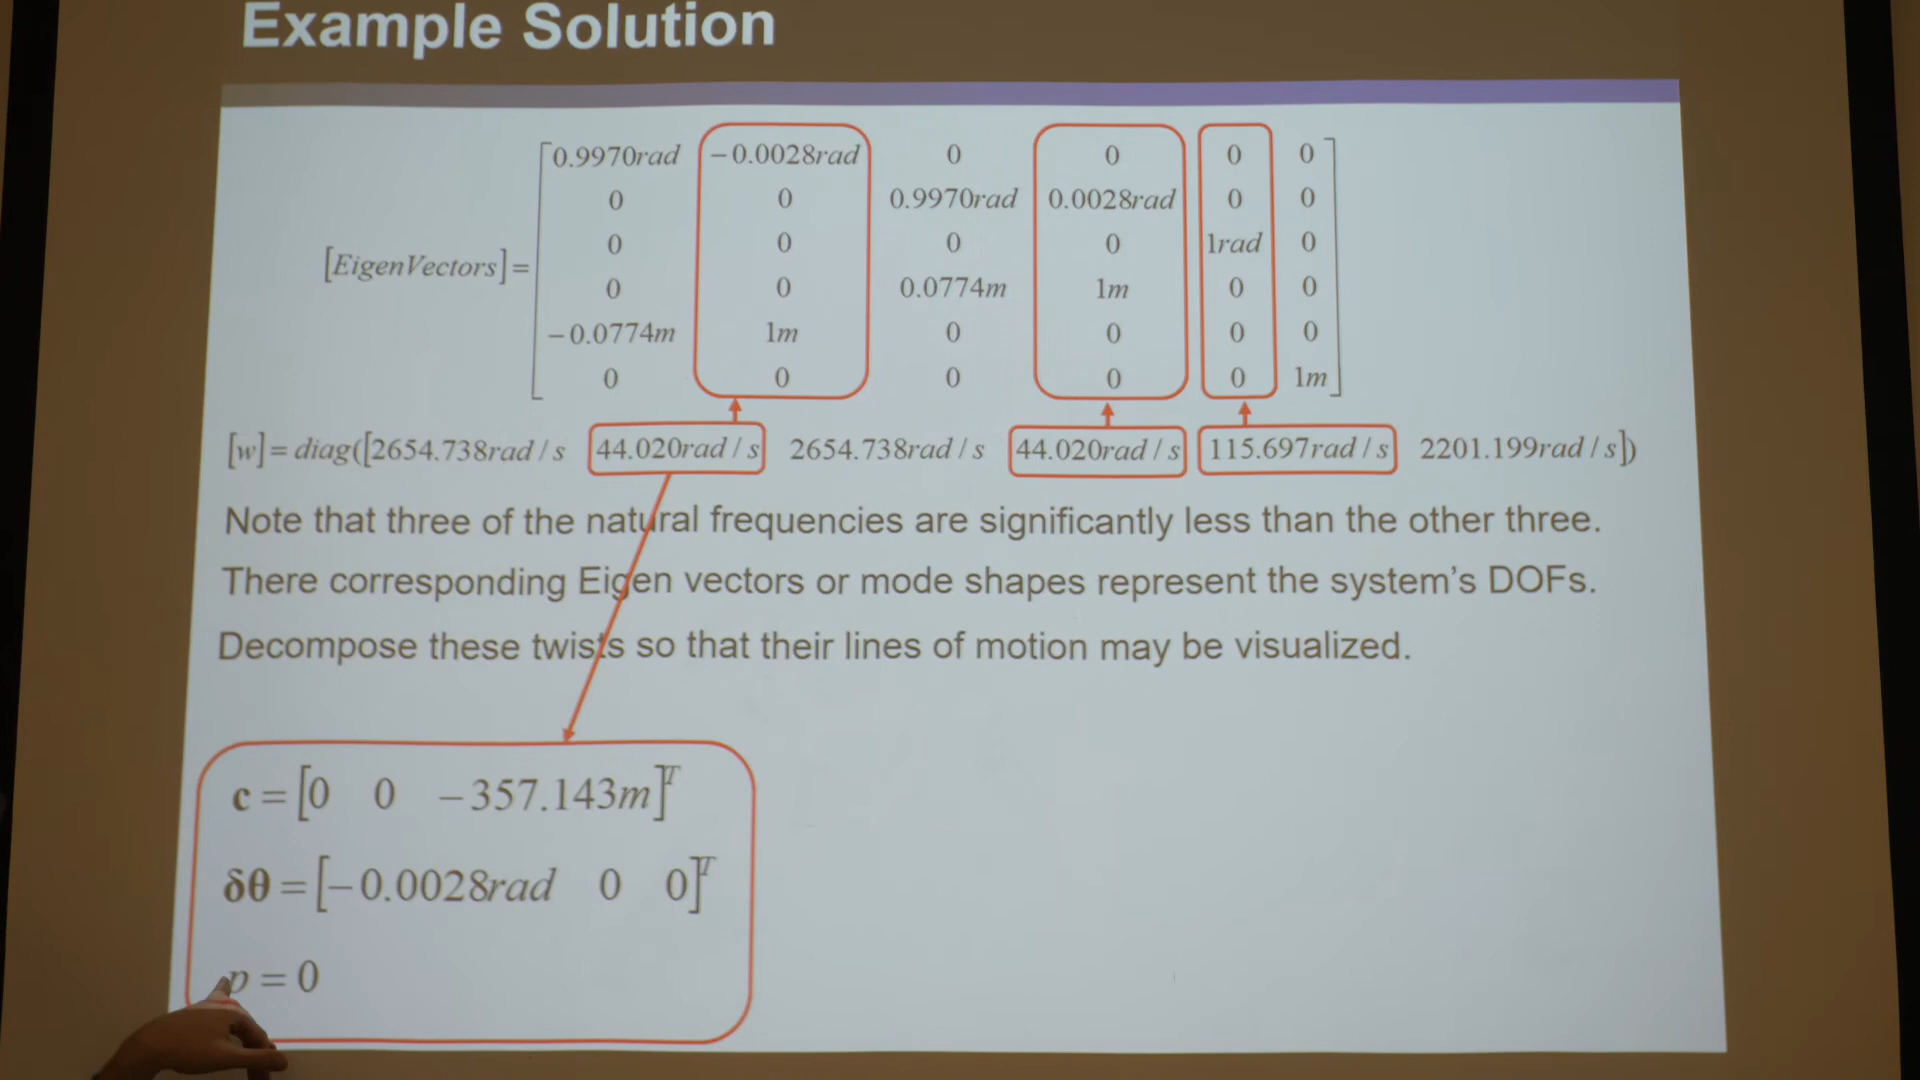 Example Solution
[EigenVectors] =
0.9970rad −0.0028rad 0 0 0 0
0 0 0.9970rad 0.0028rad 0 0
0 0 0 0 1rad 0
0 0 0.0774m 1m 0 0
−0.0774m 1m 0 0 0 0
0 0 0 0 0 1m
[w] = diag([2654.738rad / s 44.020rad / s 2654.738rad / s 44.020rad / s 115.697rad / s 2201.199rad / s])
Note that three of the natural frequencies are significantly less than the other three.
There corresponding Eigen vectors or mode shapes represent the system's DOFs.
Decompose these twists so that their lines of motion may be visualized.
c = [0 0 −357.143m]ᵀ
δθ = [−0.0028rad 0 0]ᵀ
p = 0